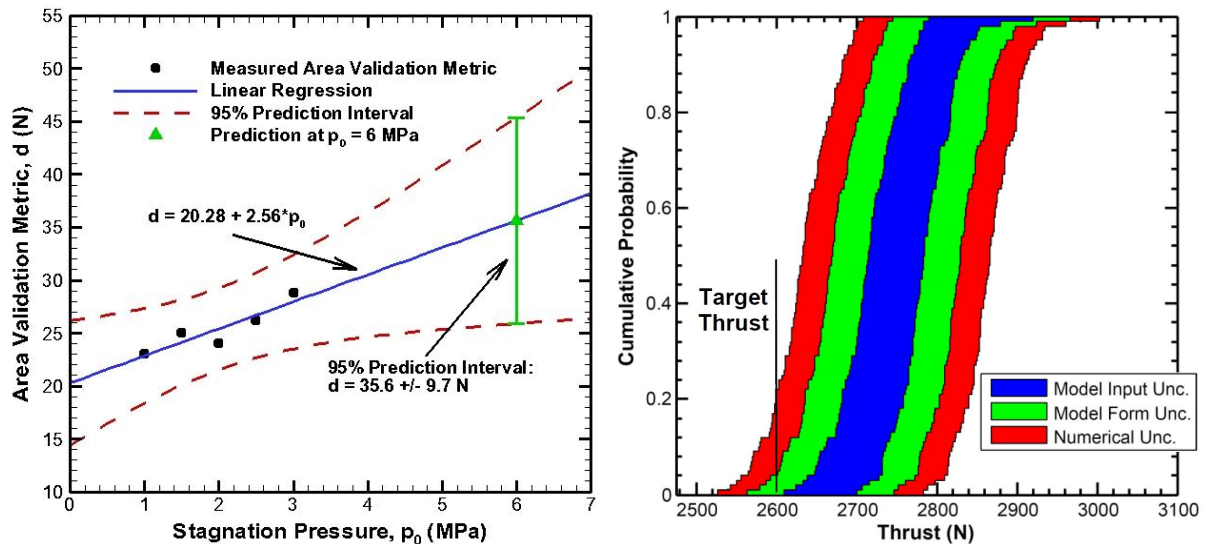 55
50
45
40
35
30
25
20
15
10
Area Validation Metric, d (N)
Measured Area Validation Metric
Linear Regression
95% Prediction Interval
Prediction at p0 = 6 MPa
d = 20.28 + 2.56*p0
95% Prediction Interval:
d = 35.6 +/- 9.7 N
0 1 2 3 4 5 6 7
Stagnation Pressure, p0 (MPa)
1
0.8
0.6
0.4
0.2
0
Cumulative Probability
Target
Thrust
Model Input Unc.
Model Form Unc.
Numerical Unc.
2500 2600 2700 2800 2900 3000 3100
Thrust (N)